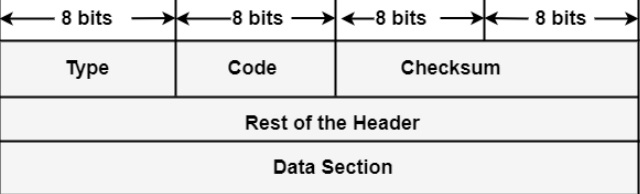 8 bits 8 bits 8 bits 8 bits
Type Code Checksum
Rest of the Header
Data Section